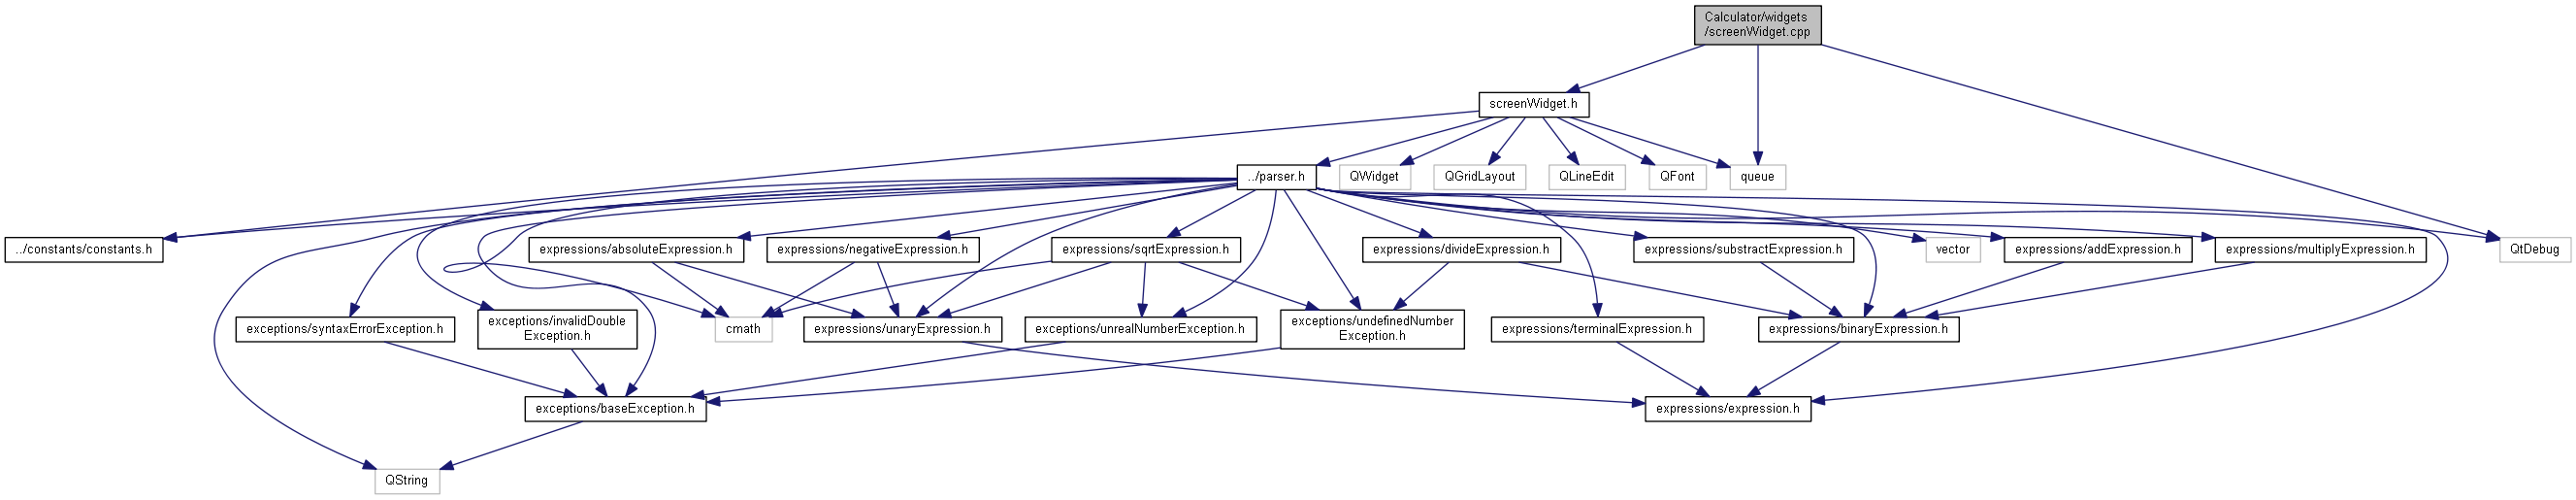 Calculator/widgets
/screenWidget.cpp
screenWidget.h
../parser.h
QWidget
QGridLayout
QLineEdit
QFont
queue
../constants/constants.h
expressions/absoluteExpression.h
expressions/negativeExpression.h
expressions/sqrtExpression.h
expressions/divideExpression.h
expressions/substractExpression.h
vector
expressions/addExpression.h
expressions/multiplyExpression.h
QtDebug
exceptions/syntaxErrorException.h
exceptions/invalidDouble
Exception.h
cmath
expressions/unaryExpression.h
exceptions/unrealNumberException.h
exceptions/undefinedNumber
Exception.h
expressions/terminalExpression.h
expressions/binaryExpression.h
exceptions/baseException.h
expressions/expression.h
QString